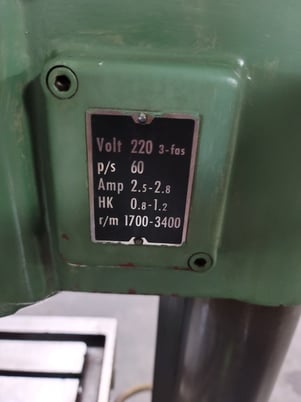 Volt 220 3-fas
p/s 60
Amp 2.5-2.8
HK 0.8-1.2
r/m 1700-3400